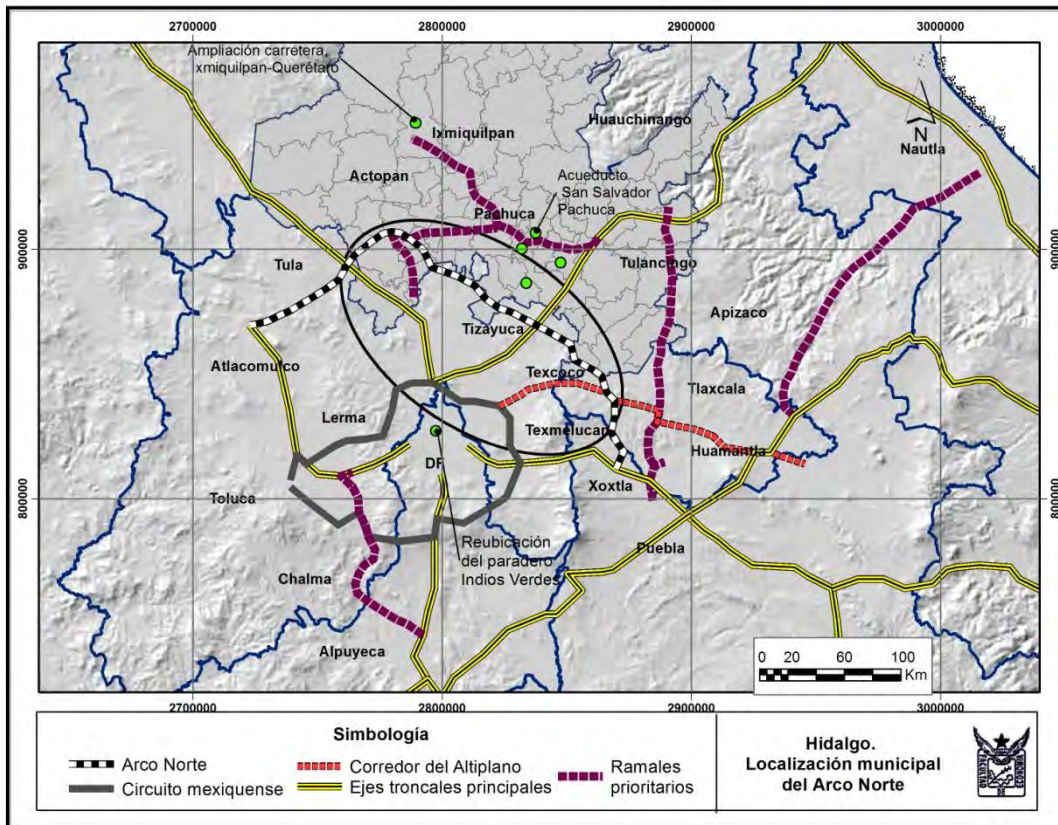 2700000 2800000 2900000 3000000
Ampliación carretera,
Ixmiquilpan-Querétaro
Huauchinango
Ixmiquilpan
N
Nautla
Actopan
Acueducto
San Salvador
Pachuca
Pachuca
900000
900000
Tula
Tulancingo
Apizaco
Tizayuca
Atlacomulco
Texcoco
Tlaxcala
Lerma
Texmelucan
Huamantla
DF
Xoxtla
Toluca
800000
800000
Reubicación
del paradero
Indios Verdes
Puebla
Chalma
Alpuyeca
0 20 60 100
Km
2700000 2800000 2900000 3000000
Simbología
Arco Norte
Circuito mexiquense
Corredor del Altiplano
Ejes troncales principales
Ramales
prioritarios
Hidalgo.
Localización municipal
del Arco Norte